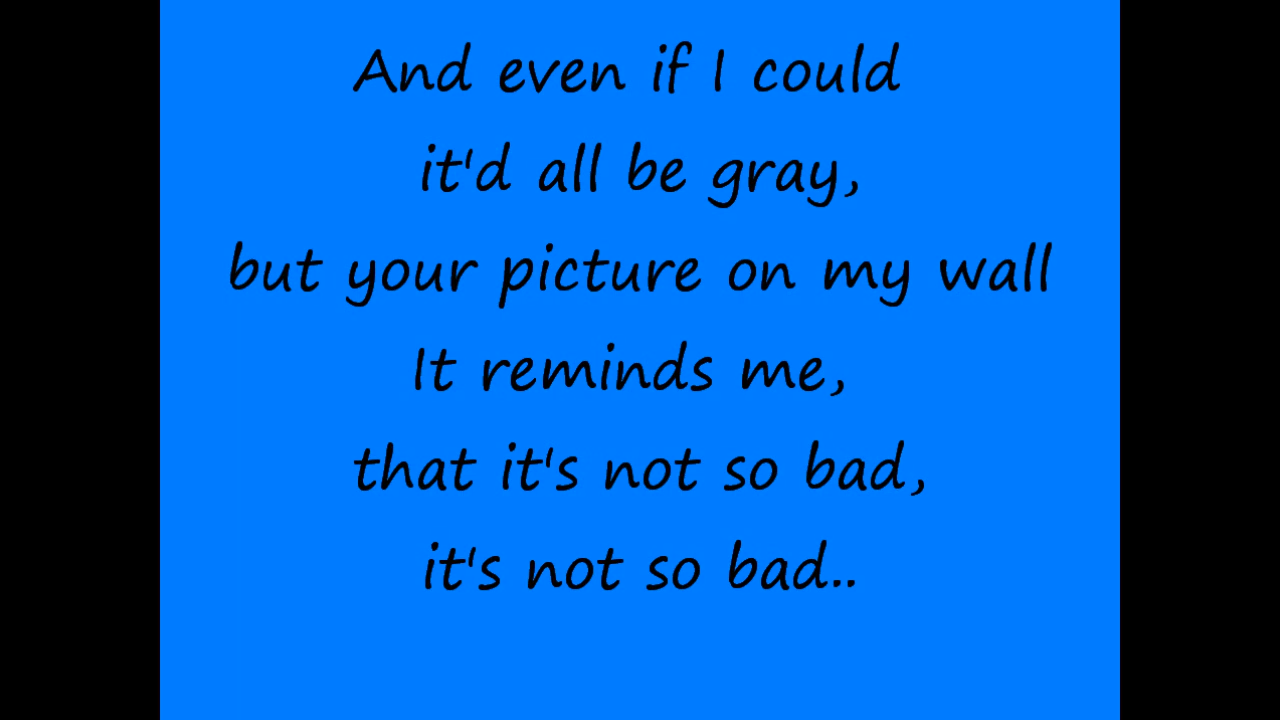 And even if I could
it'd all be gray,
but your picture on my wall
It reminds me,
that it's not so bad,
it's not so bad..